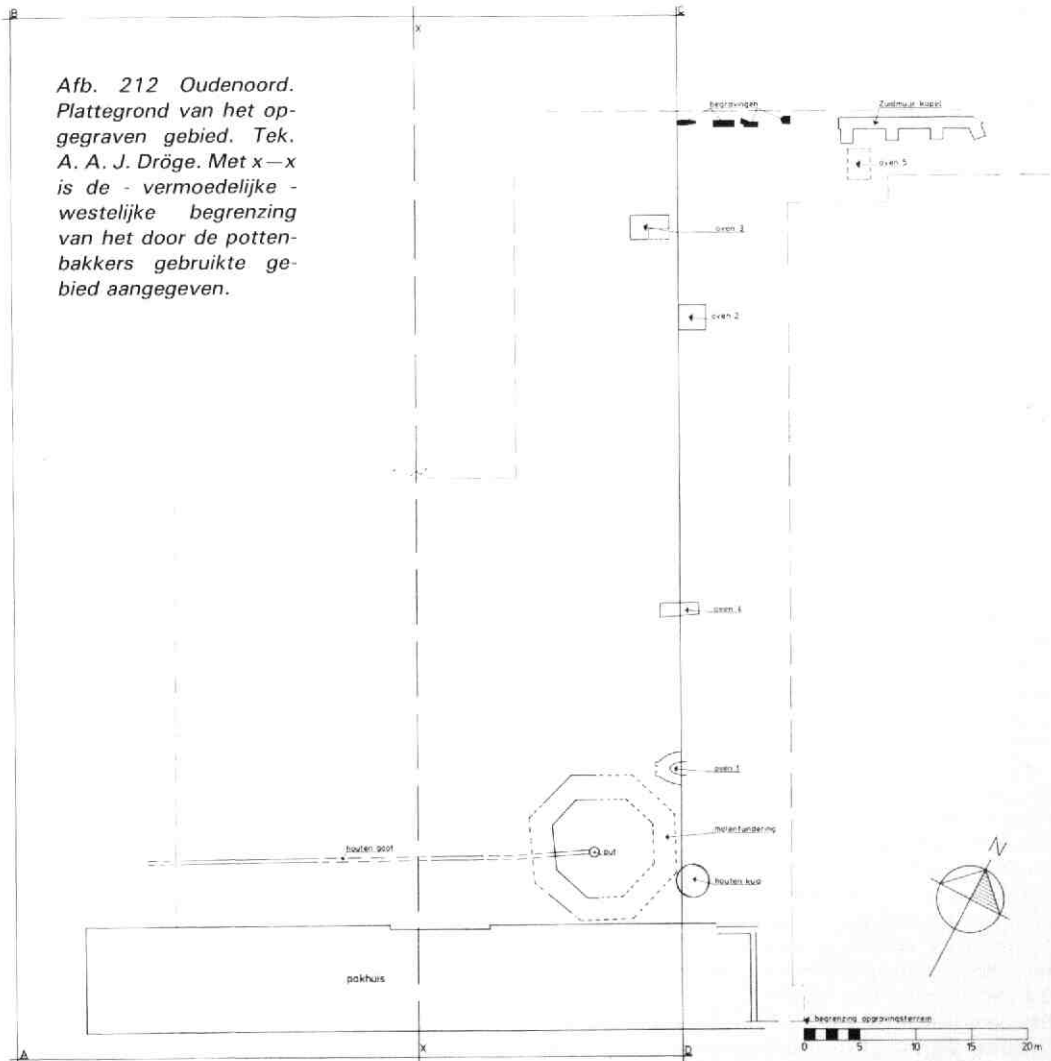 B
x
C
Afb. 212 Oudenoord.
Plattegrond van het op-
gegraven gebied. Tek.
A. A. J. Dröge. Met x—x
is de - vermoedelijke -
westelijke begrenzing
van het door de potten-
bakkers gebruikte ge-
bied aangegeven.
begravingen
Zuidmuur kapel
oven 5
oven 3
oven 2
oven 4
oven 1
molenfundering
houten goot
put
houten kuip
N
pakhuis
begrenzing opgravingsterrein
0 5 10 15 20m
A
x
D